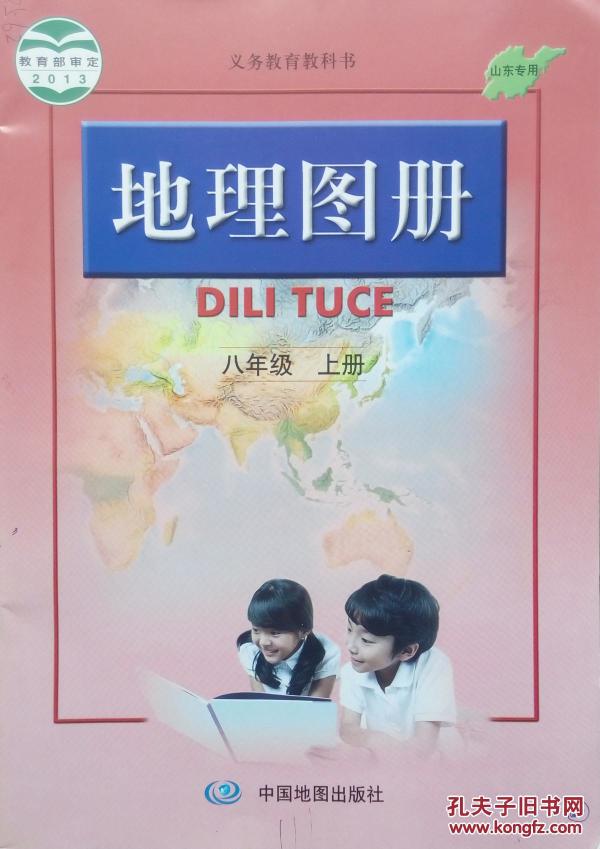 教育部审定
2013
义务教育教科书
山东专用
地理图册
DILI TUCE
八年级 上册
中国地图出版社
孔夫子旧书网
www.kongfz.com